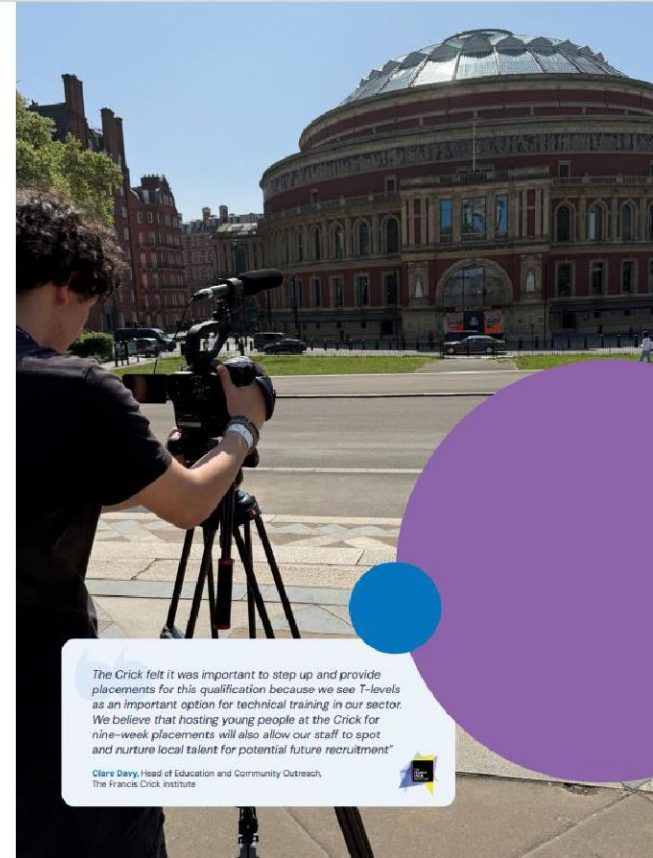 The Crick felt it was important to step up and provide
placements for this qualification because we see T-levels
as an important option for technical training in our sector.
We believe that hosting young people at the Crick for
nine-week placements will also allow our staff to spot
and nurture local talent for potential future recruitment”
Clare Davy, Head of Education and Community Outreach,
The Francis Crick institute